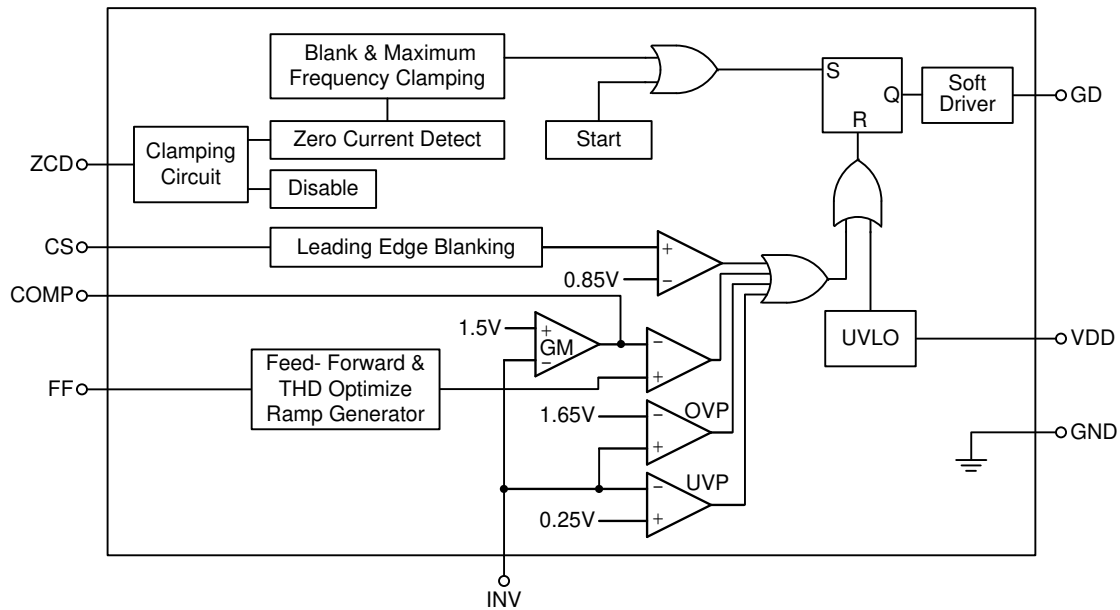 Blank & Maximum
Frequency Clamping
S
Q
R
Soft
Driver
GD
Zero Current Detect
Start
ZCD
Clamping
Circuit
Disable
CS
Leading Edge Blanking
+
−
0.85V
COMP
1.5V
+
GM
−
−
+
UVLO
VDD
FF
Feed- Forward &
THD Optimize
Ramp Generator
1.65V
−
OVP
+
GND
−
UVP
0.25V
+
INV